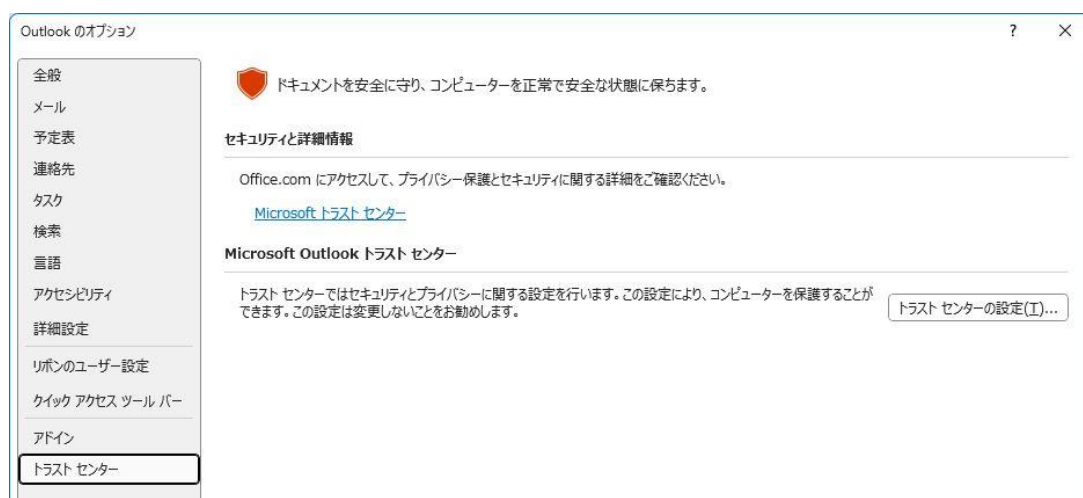 Outlook のオプション
?
×
全般
メール
予定表
連絡先
タスク
検索
言語
アクセシビリティ
詳細設定
リボンのユーザー設定
クイック アクセス ツール バー
アドイン
トラスト センター
ドキュメントを安全に守り、コンピューターを正常で安全な状態に保ちます。
セキュリティと詳細情報
Office.com にアクセスして、プライバシー保護とセキュリティに関する詳細をご確認ください。
Microsoft トラスト センター
Microsoft Outlook トラスト センター
トラスト センターではセキュリティとプライバシーに関する設定を行います。この設定により、コンピューターを保護することが
できます。この設定は変更しないことをお勧めします。
トラスト センターの設定(T)...